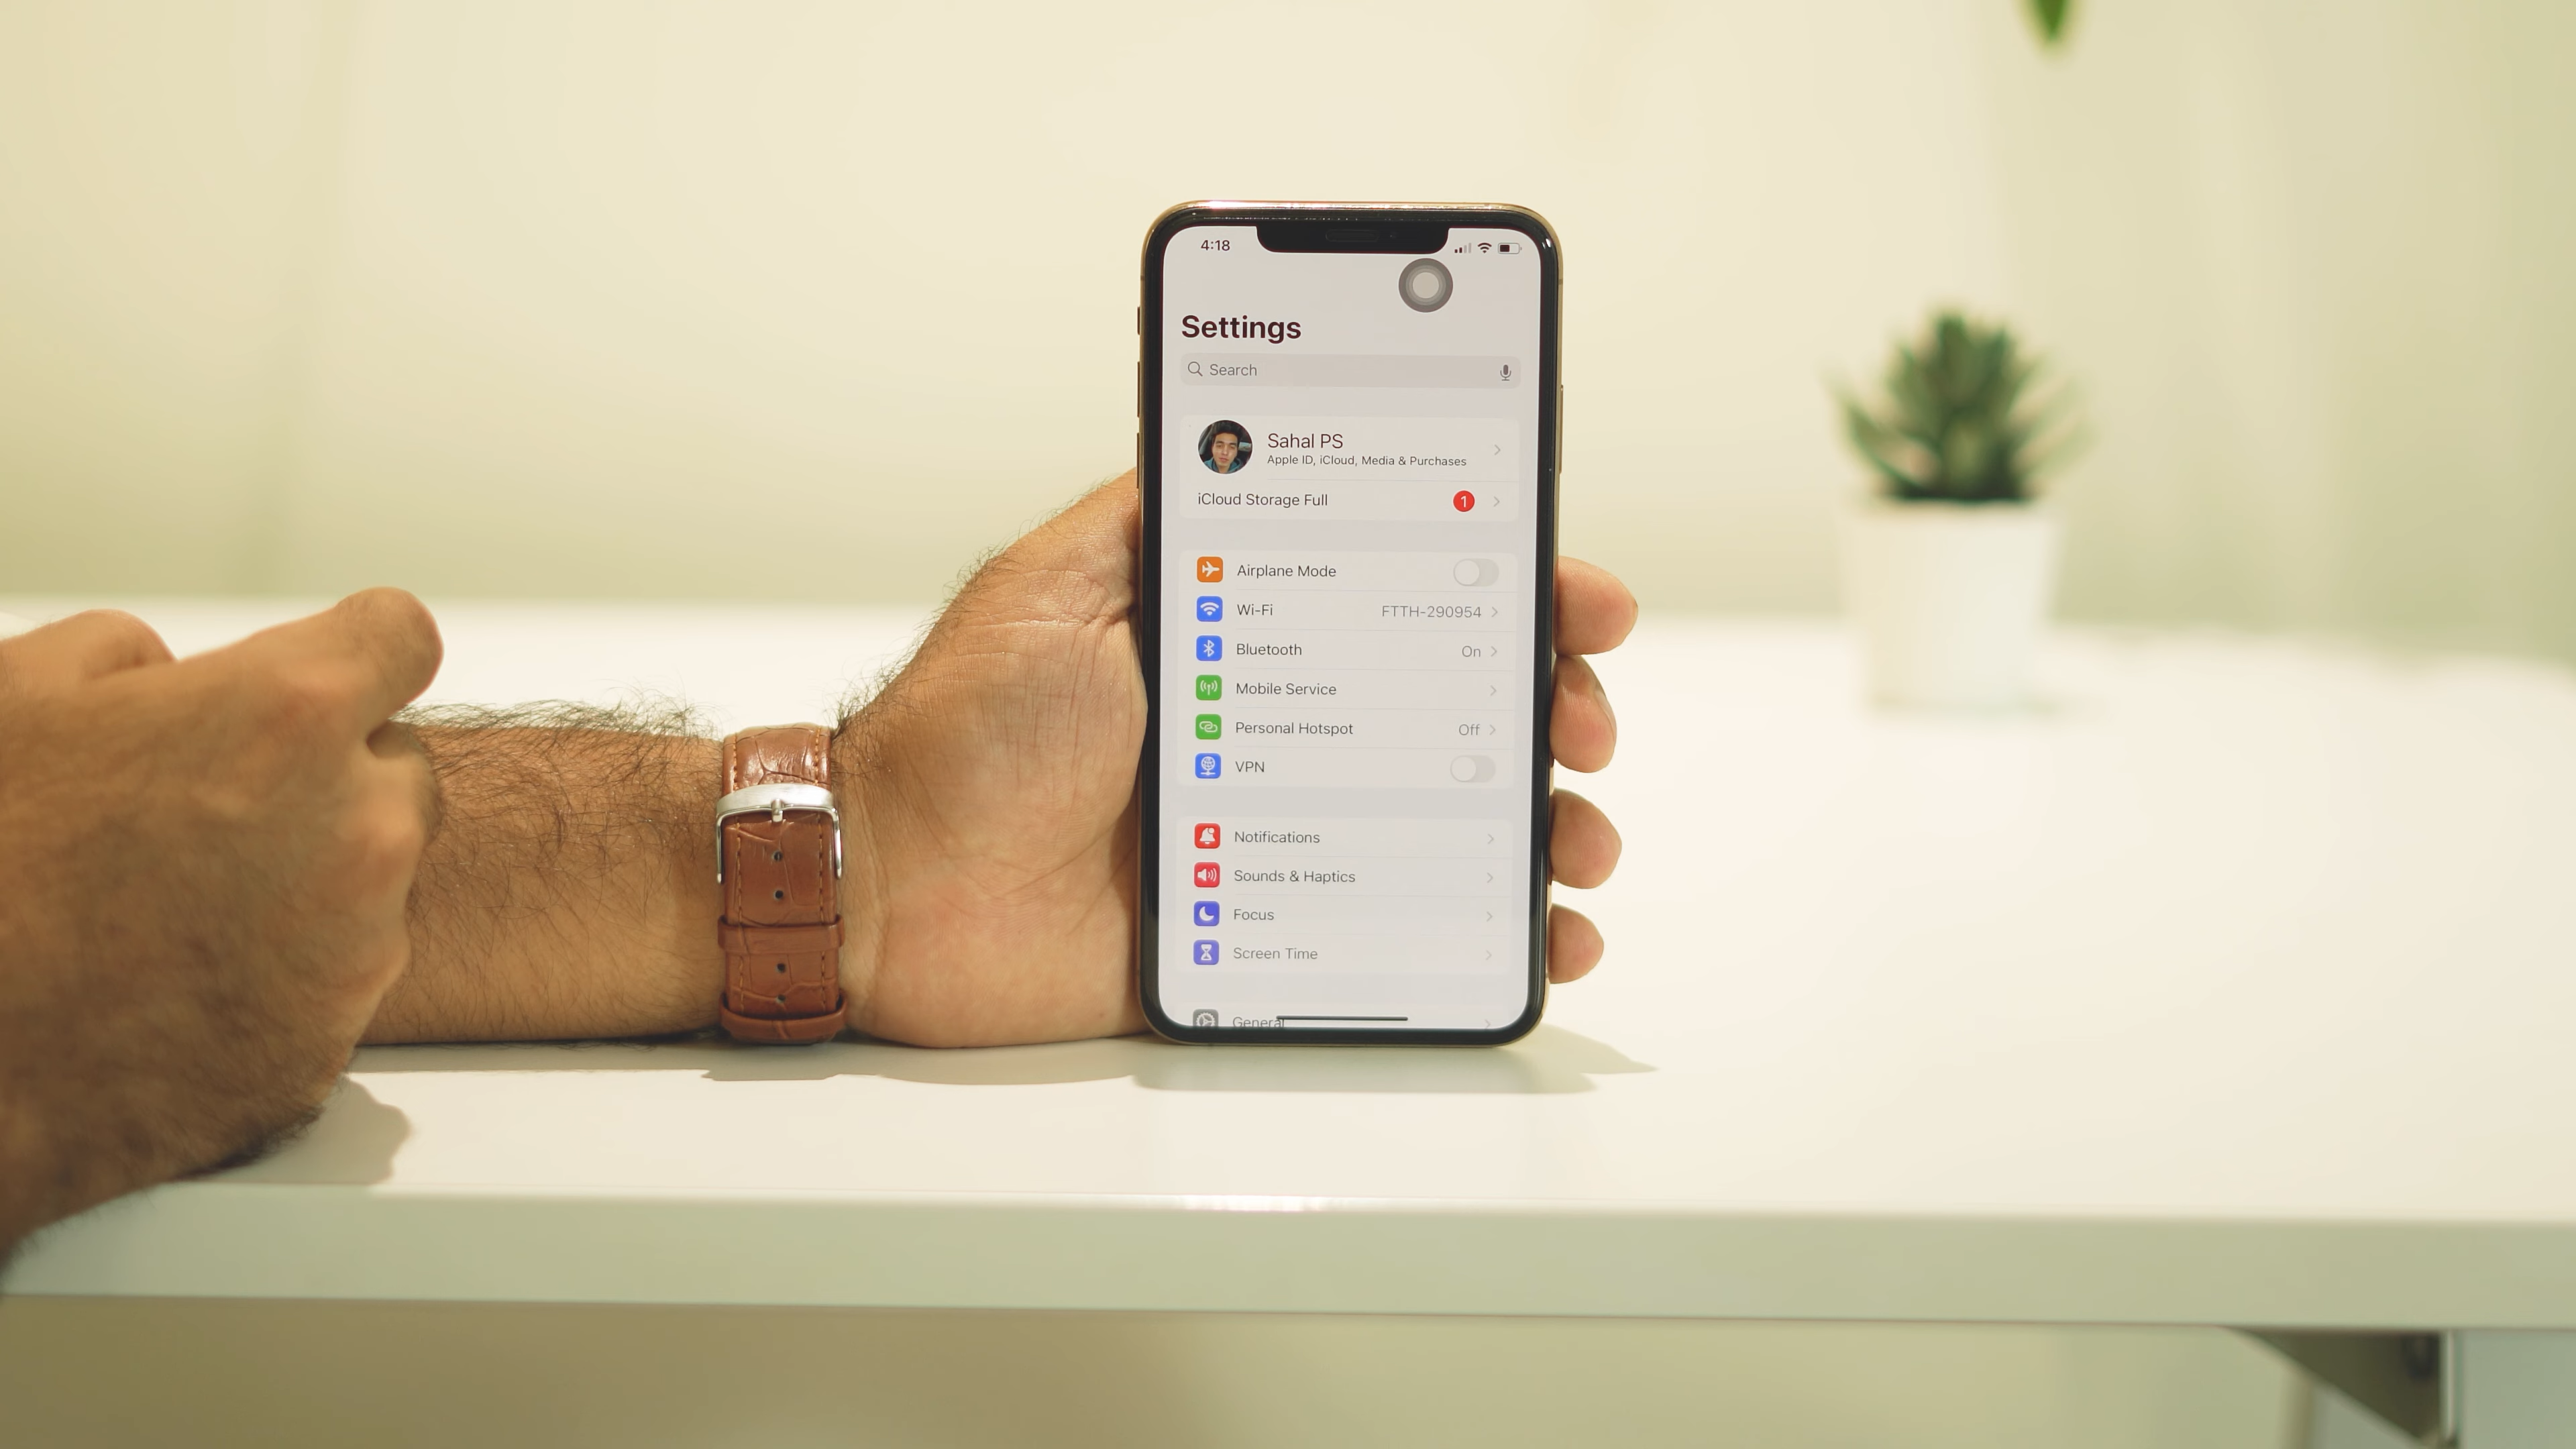 4:18
Settings
Search
Sahal PS
Apple ID, iCloud, Media & Purchases
iCloud Storage Full 1
Airplane Mode
Wi-Fi FTTH-290954
Bluetooth On
Mobile Service
Personal Hotspot Off
VPN
Notifications
Sounds & Haptics
Focus
Screen Time
General